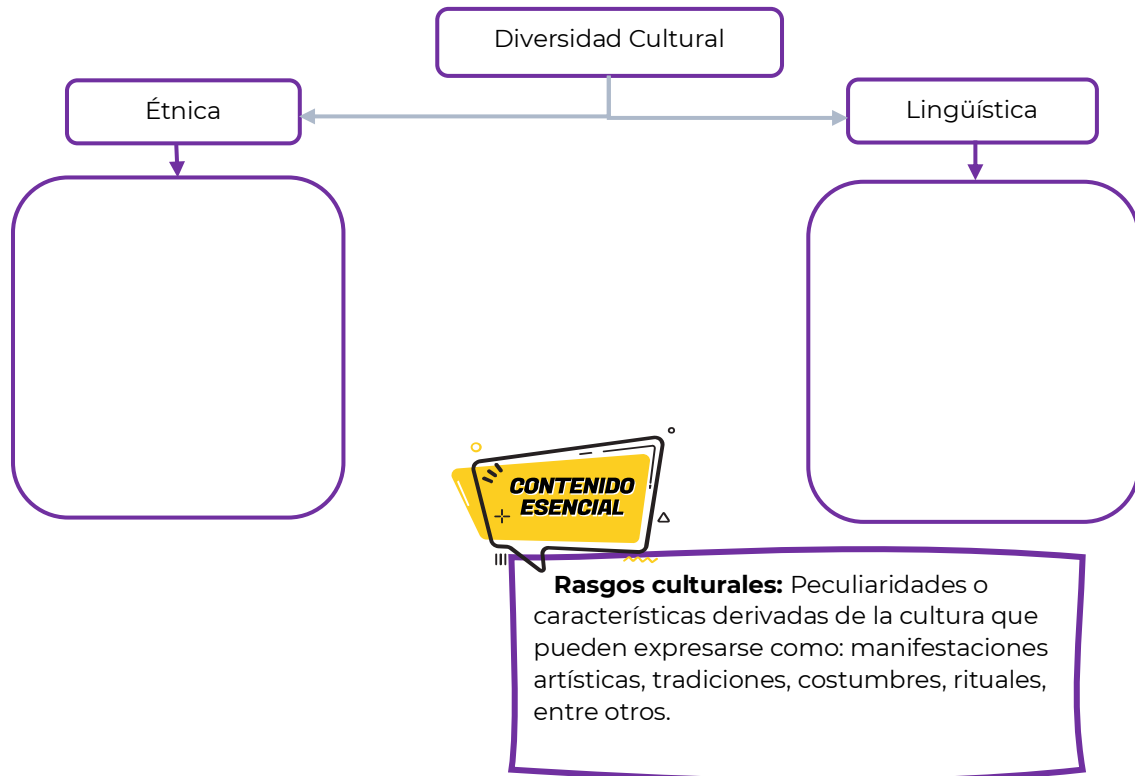 Diversidad Cultural
Étnica
Lingüística
CONTENIDO
ESENCIAL
Rasgos culturales: Peculiaridades o
características derivadas de la cultura que
pueden expresarse como: manifestaciones
artísticas, tradiciones, costumbres, rituales,
entre otros.